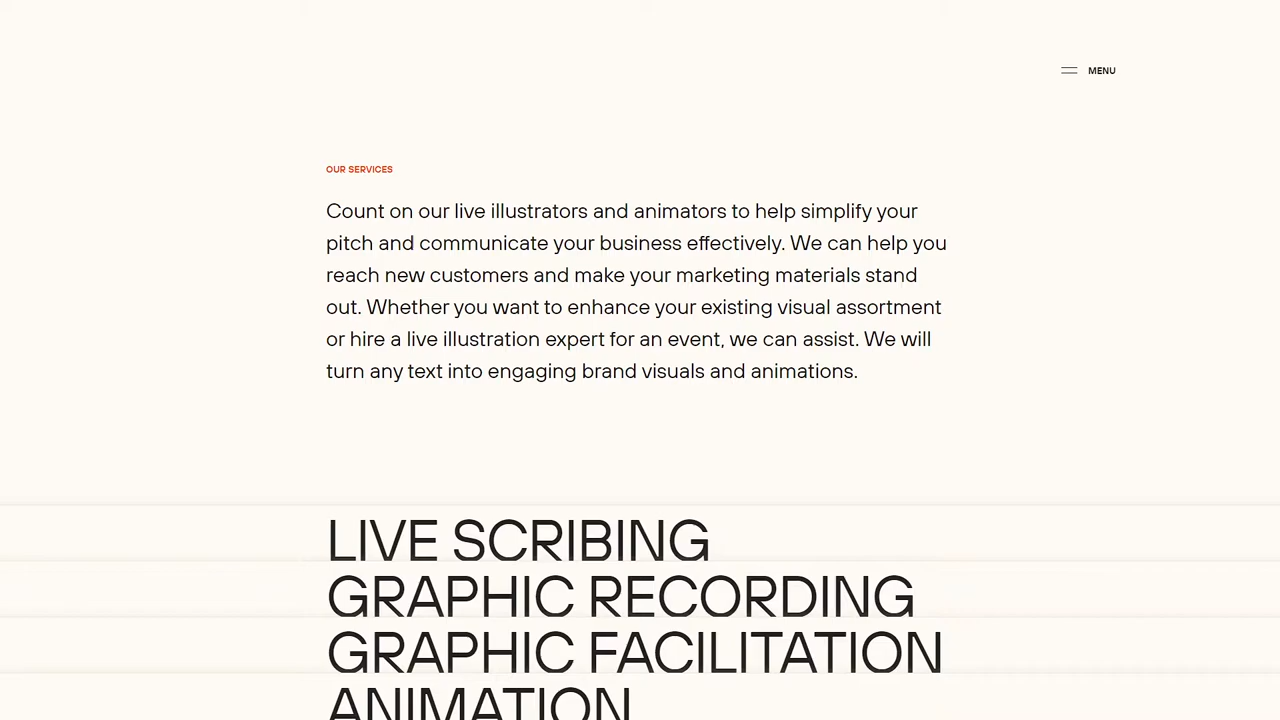 MENU
OUR SERVICES
Count on our live illustrators and animators to help simplify your
pitch and communicate your business effectively. We can help you
reach new customers and make your marketing materials stand
out. Whether you want to enhance your existing visual assortment
or hire a live illustration expert for an event, we can assist. We will
turn any text into engaging brand visuals and animations.
LIVE SCRIBING
GRAPHIC RECORDING
GRAPHIC FACILITATION
ANIMATION